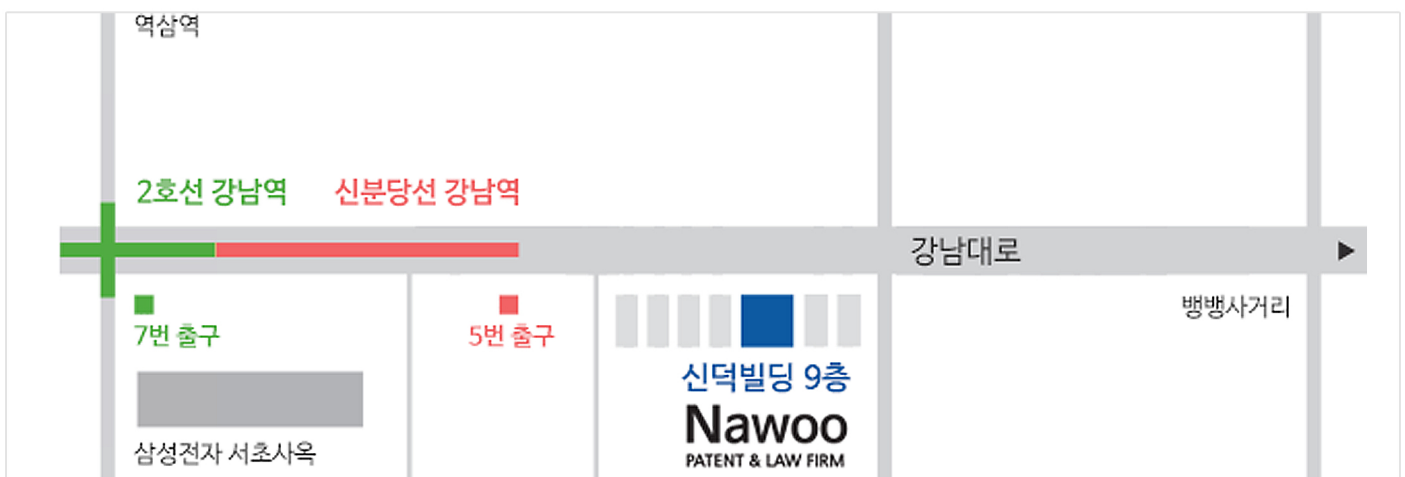 역삼역
2호선 강남역 신분당선 강남역
강남대로
7번 출구
5번 출구
뱅뱅사거리
신덕빌딩 9층
Nawoo
PATENT & LAW FIRM
삼성전자 서초사옥